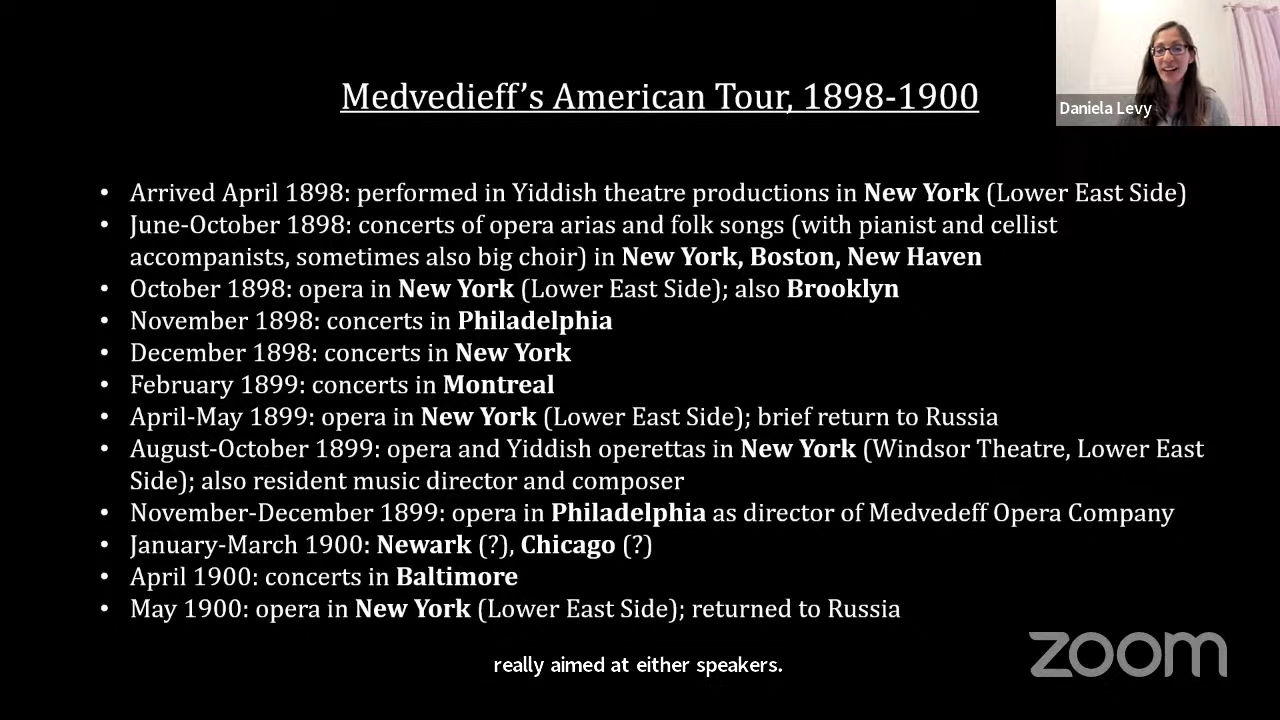 Medvedieff's American Tour, 1898-1900
Daniela Levy
• Arrived April 1898: performed in Yiddish theatre productions in New York (Lower East Side)
• June-October 1898: concerts of opera arias and folk songs (with pianist and cellist
accompanists, sometimes also big choir) in New York, Boston, New Haven
• October 1898: opera in New York (Lower East Side); also Brooklyn
• November 1898: concerts in Philadelphia
• December 1898: concerts in New York
• February 1899: concerts in Montreal
• April-May 1899: opera in New York (Lower East Side); brief return to Russia
• August-October 1899: opera and Yiddish operettas in New York (Windsor Theatre, Lower East
Side); also resident music director and composer
• November-December 1899: opera in Philadelphia as director of Medvedeff Opera Company
• January-March 1900: Newark (?), Chicago (?)
• April 1900: concerts in Baltimore
• May 1900: opera in New York (Lower East Side); returned to Russia
zoom
really aimed at either speakers.